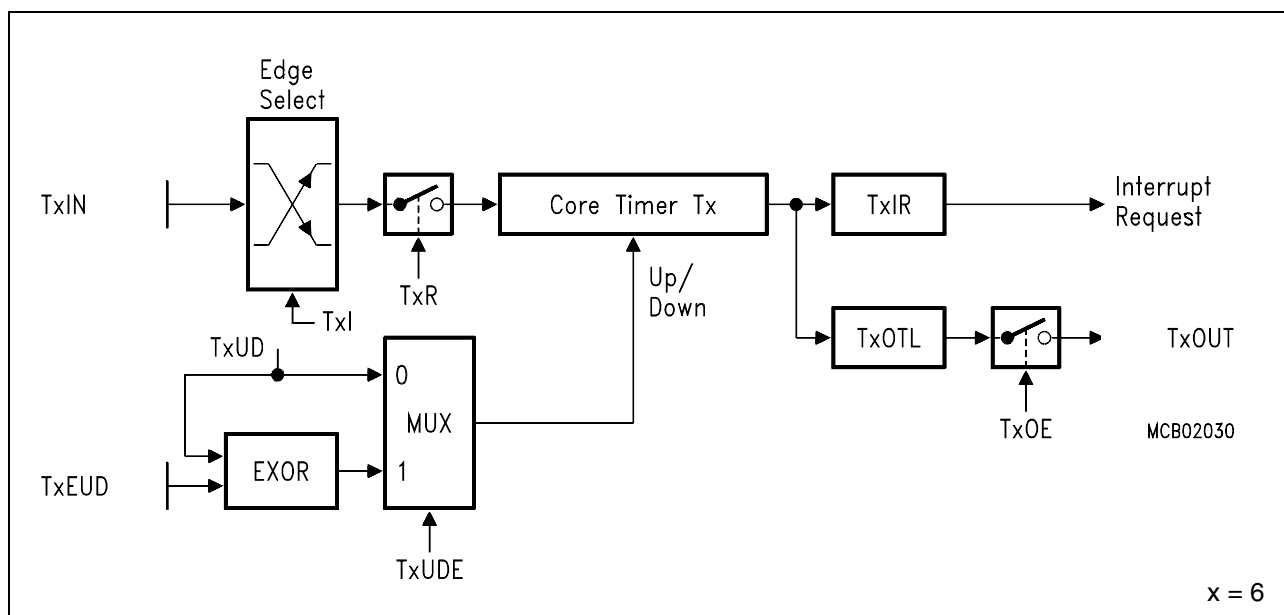 Edge
Select
TxIN
Core Timer Tx
TxIR
Interrupt
Request
TxR
Up/
Down
TxI
TxUD
0
MUX
1
TxOTL
TxOUT
TxOE
MCB02030
EXOR
TxEUD
TxUDE
x = 6